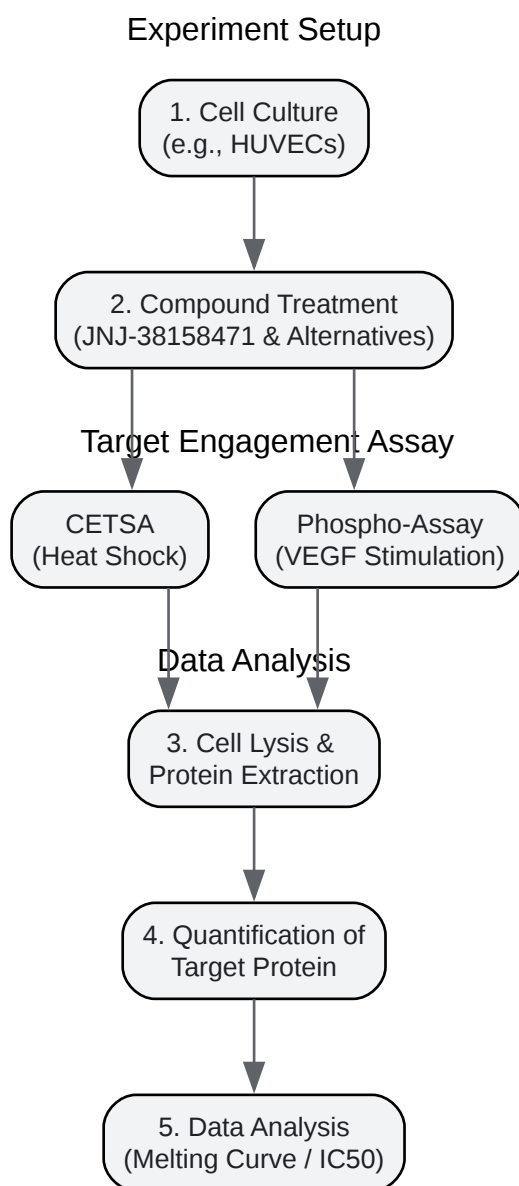 Experiment Setup
1. Cell Culture
(e.g., HUVECs)
2. Compound Treatment
(JNJ-38158471 & Alternatives)
Target Engagement Assay
CETSA
(Heat Shock)
Phospho-Assay
(VEGF Stimulation)
Data Analysis
3. Cell Lysis &
Protein Extraction
4. Quantification of
Target Protein
5. Data Analysis
(Melting Curve / IC50)